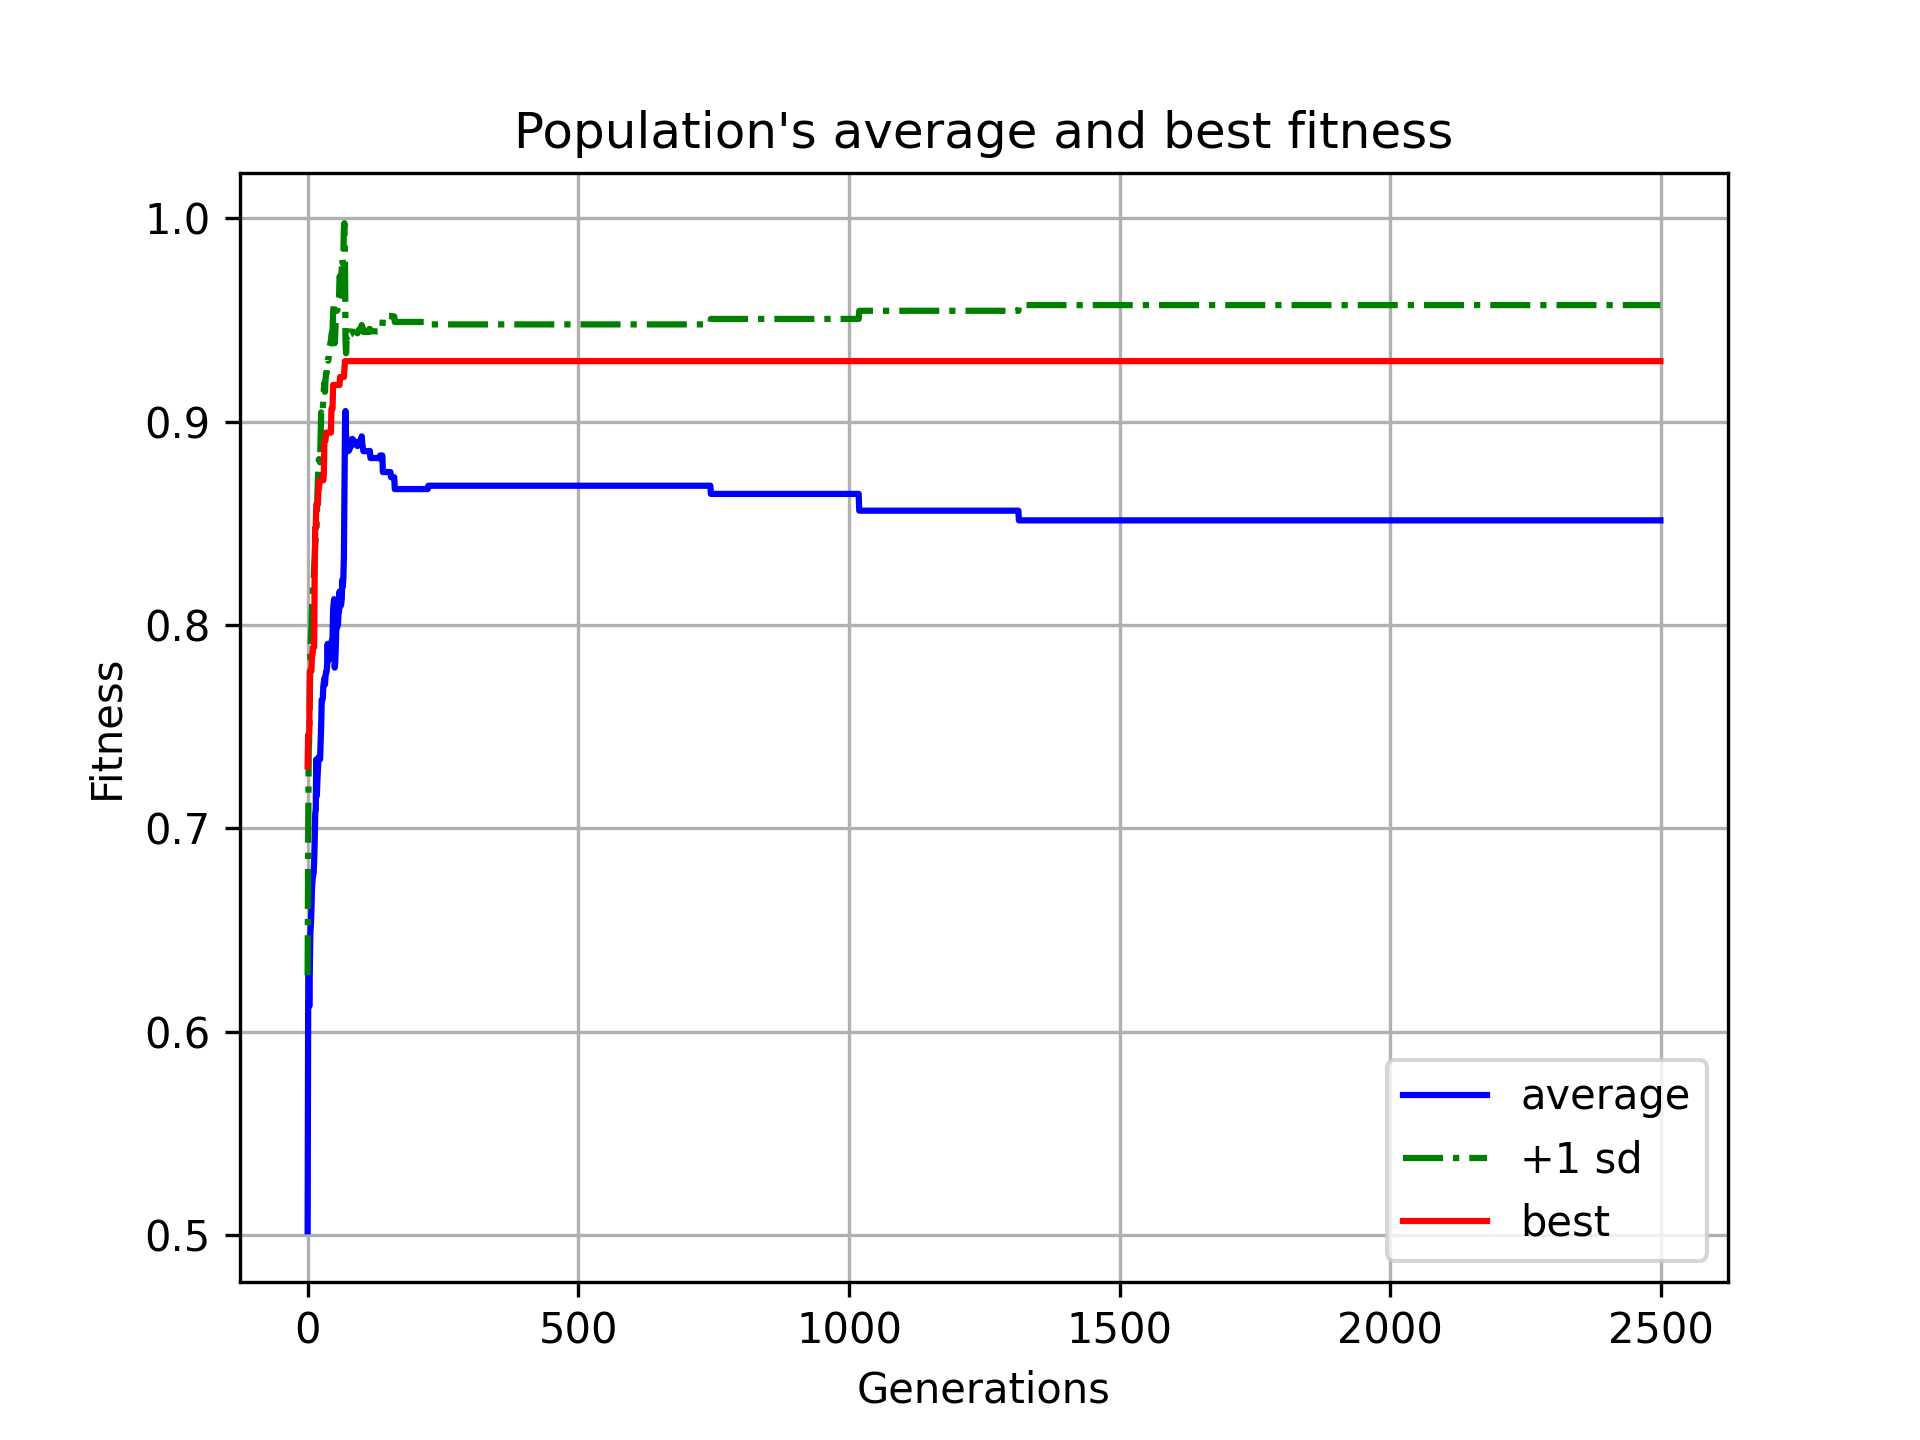 Population's average and best fitness
1.0
0.9
0.8
0.7
0.6
0.5
Fitness
0 500 1000 1500 2000 2500
Generations
average
+1 sd
best